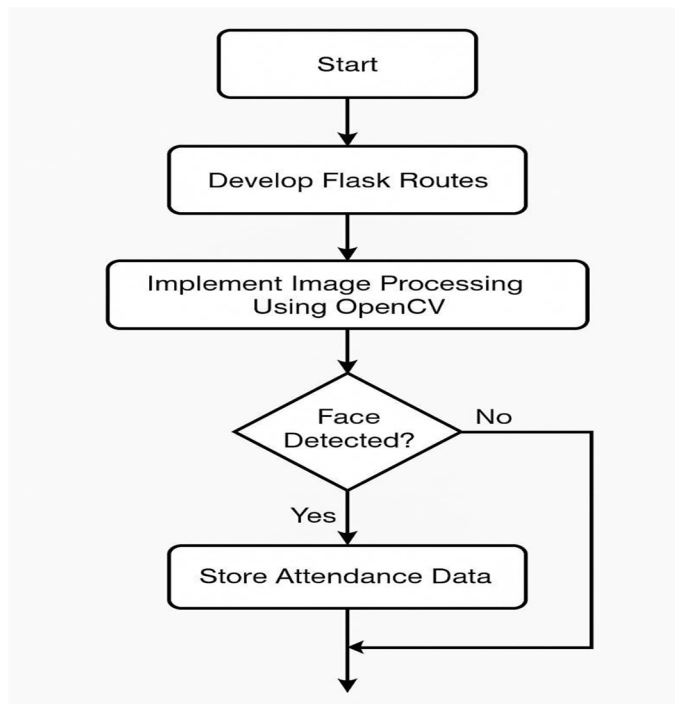 Start
Develop Flask Routes
Implement Image Processing
Using OpenCV
Face
Detected?
No
Yes
Store Attendance Data